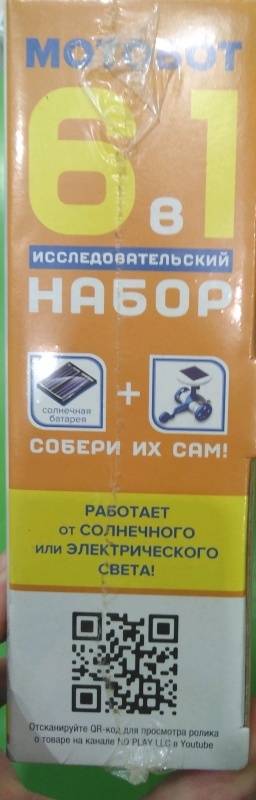 МОТОБОТ
6 в 1
ИССЛЕДОВАТЕЛЬСКИЙ
НАБОР
солнечная
батарея
+
СОБЕРИ ИХ САМ!
РАБОТАЕТ
от СОЛНЕЧНОГО
или ЭЛЕКТРИЧЕСКОГО
СВЕТА!
Отсканируйте QR-код для просмотра ролика
о товаре на канале ND PLAY LLC в Youtube